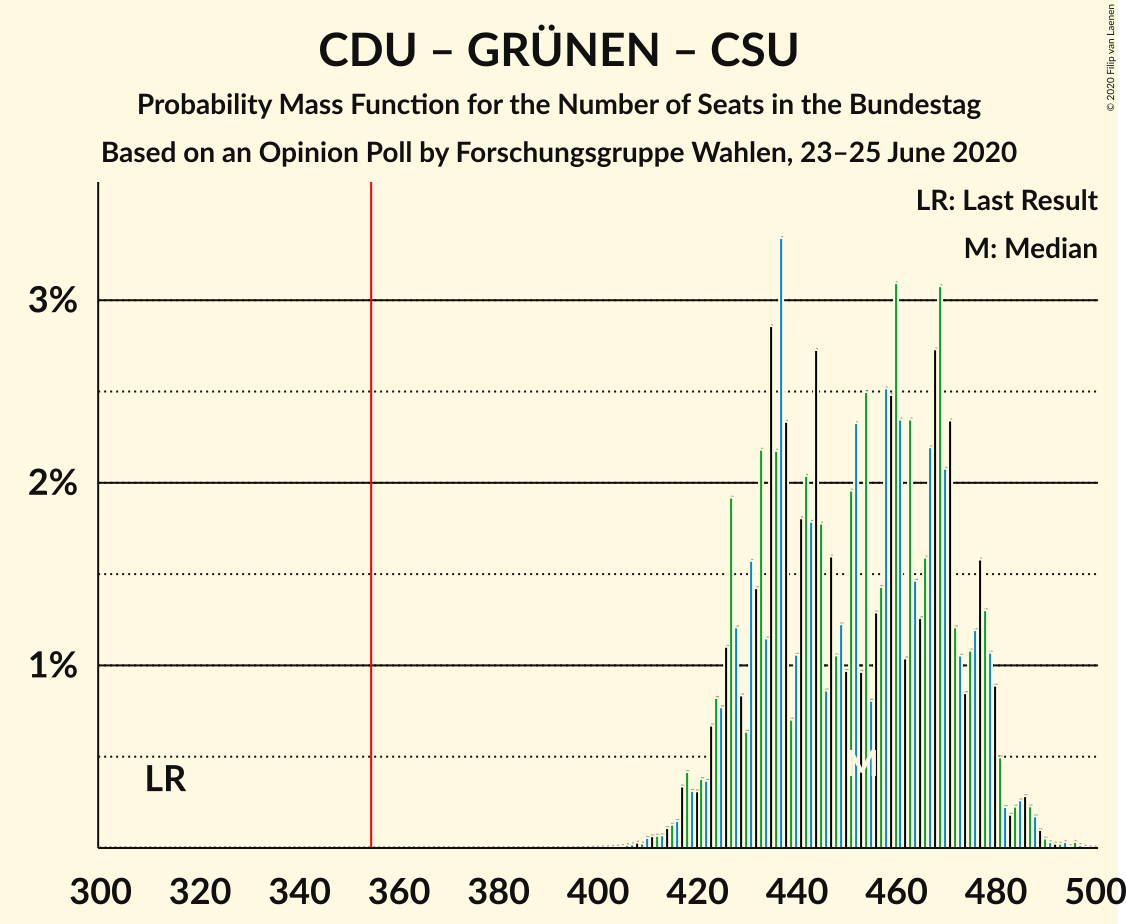 CDU – GRÜNEN – CSU
Probability Mass Function for the Number of Seats in the Bundestag
Based on an Opinion Poll by Forschungsgruppe Wahlen, 23–25 June 2020
© 2020 Filip van Laenen
LR: Last Result
M: Median
3%
2%
1%
LR
300 320 340 360 380 400 420 440 460 480 500